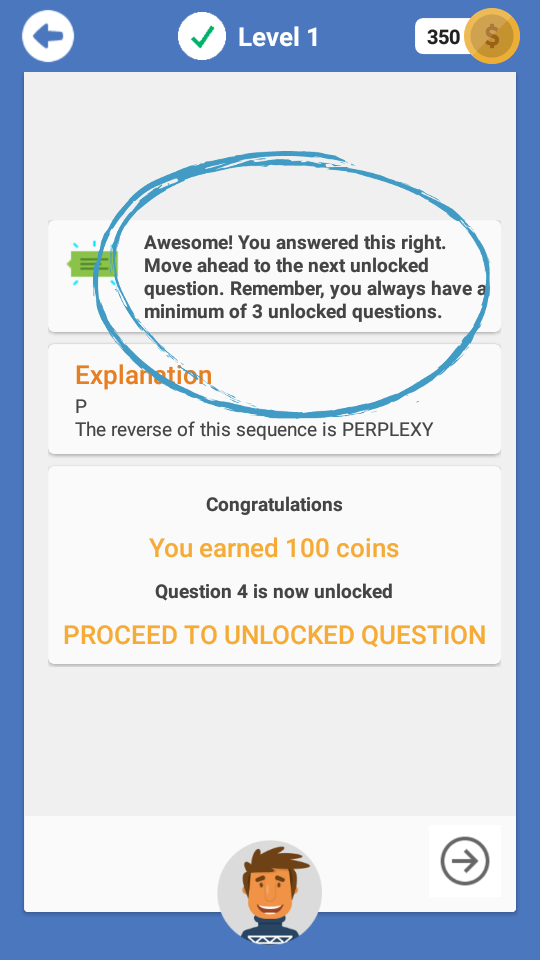 Level 1
350
Awesome! You answered this right.
Move ahead to the next unlocked
question. Remember, you always have a
minimum of 3 unlocked questions.
Explanation
P
The reverse of this sequence is PERPLEXY
Congratulations
You earned 100 coins
Question 4 is now unlocked
PROCEED TO UNLOCKED QUESTION